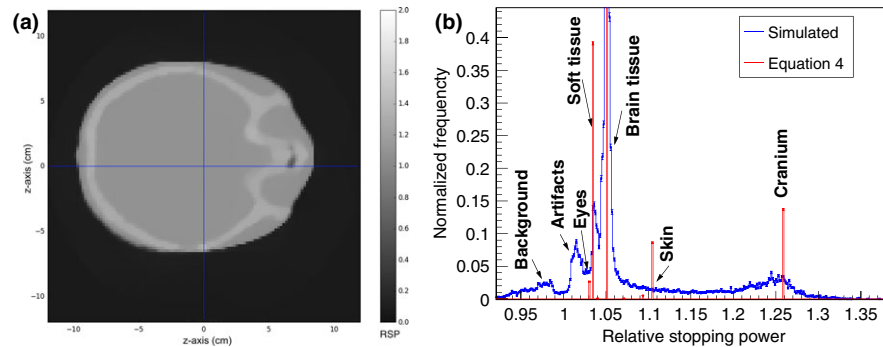 (a)
z-axis (cm)
10
5
0
−5
−10
−10
−5
0
5
10
z-axis (cm)
2.0
1.8
1.6
1.4
1.2
1.0
0.8
0.6
0.4
0.2
0.0
RSP
(b)
Normalized frequencty
0.4
0.35
0.3
0.25
0.2
0.15
0.1
0.05
0
Simulated
Equation 4
Background
Artifacts
Eyes
Soft tissue
Brain tissue
Skin
Cranium
0.95
1
1.05
1.10
1.15
1.20
1.25
1.30
1.35
Relative stopping power